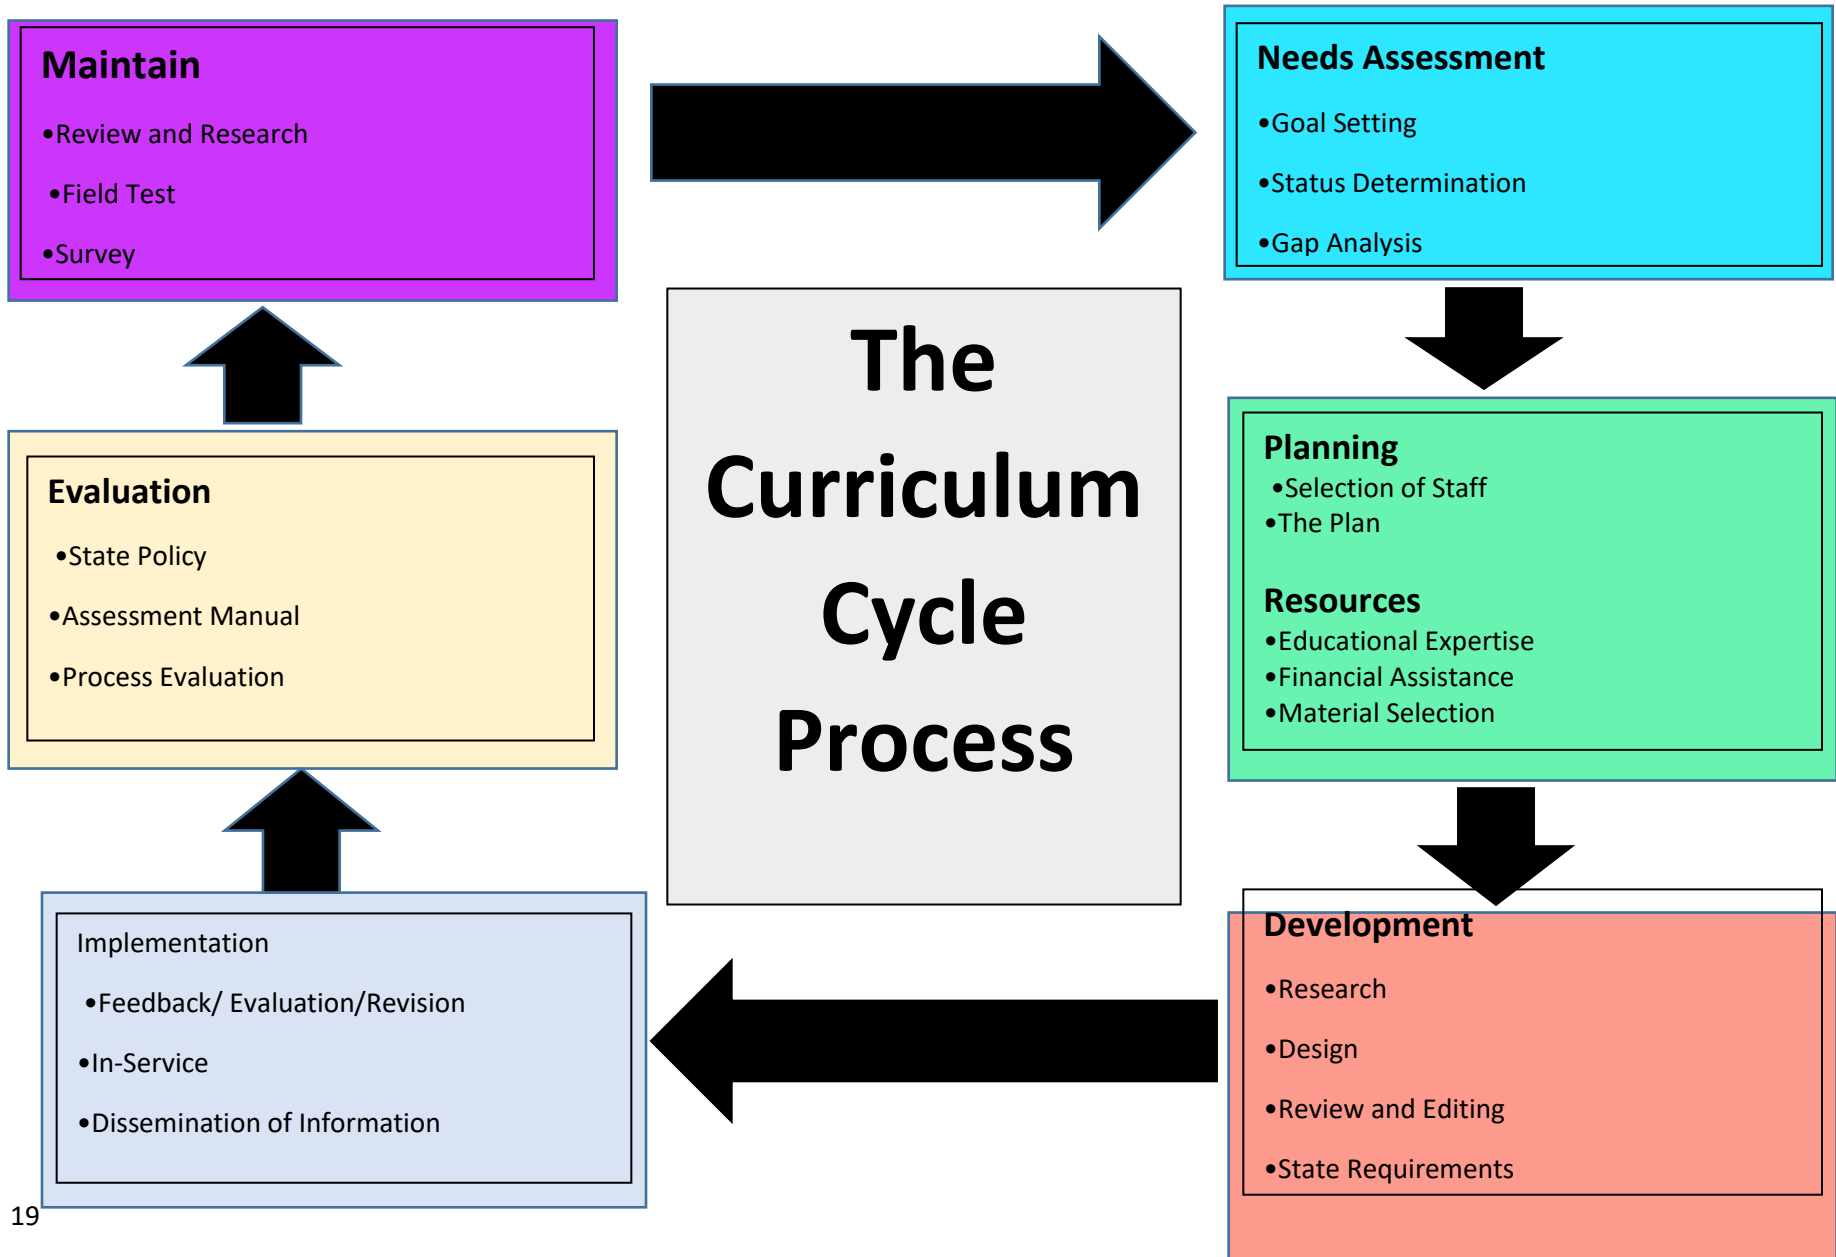 Maintain
•Review and Research
•Field Test
•Survey
Needs Assessment
•Goal Setting
•Status Determination
•Gap Analysis
The
Curriculum
Cycle
Process
Planning
•Selection of Staff
•The Plan
Resources
•Educational Expertise
•Financial Assistance
•Material Selection
Evaluation
•State Policy
•Assessment Manual
•Process Evaluation
Development
•Research
•Design
•Review and Editing
•State Requirements
Implementation
•Feedback/ Evaluation/Revision
•In-Service
•Dissemination of Information
19